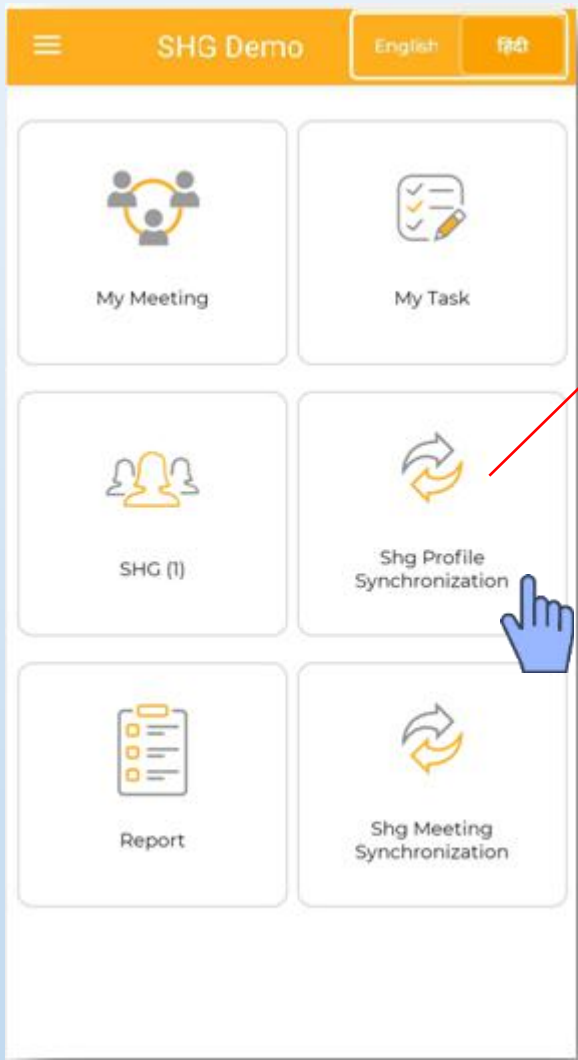 SHG Demo English हिंदी
My Meeting
My Task
SHG (1)
Shg Profile
Synchronization
Report
Shg Meeting
Synchronization